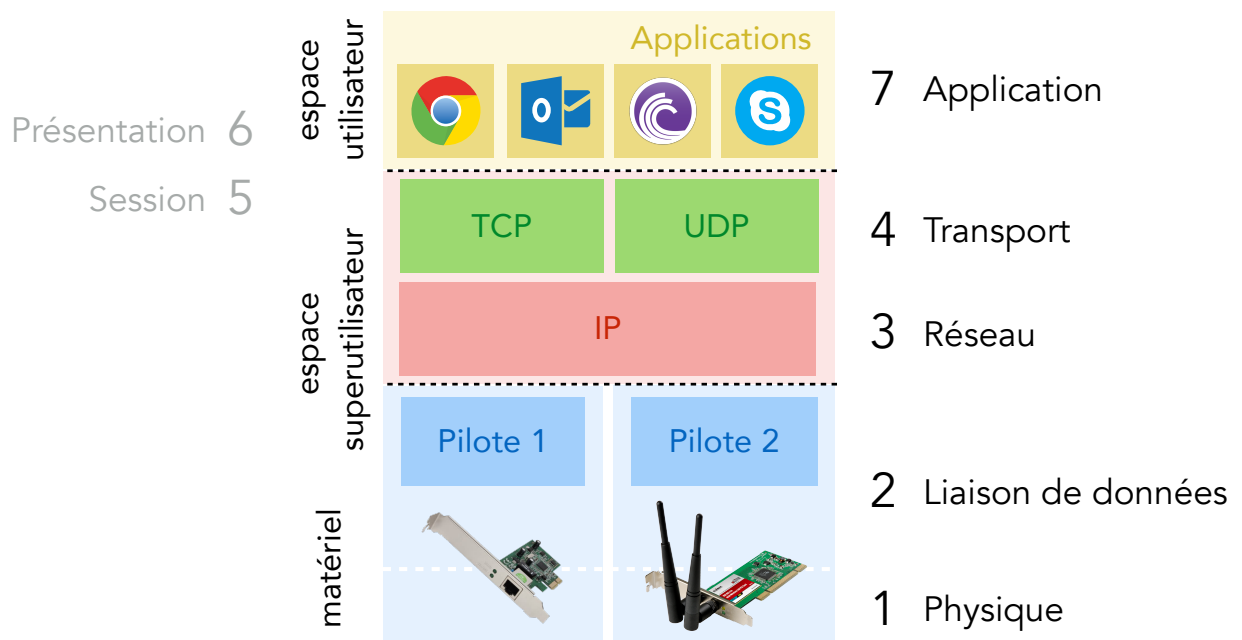 Présentation 6
Session 5
espace
utilisateur
espace
superutilisateur
matériel
Applications
O
S
TCP
UDP
IP
Pilote 1
Pilote 2
7 Application
4 Transport
3 Réseau
2 Liaison de données
1 Physique